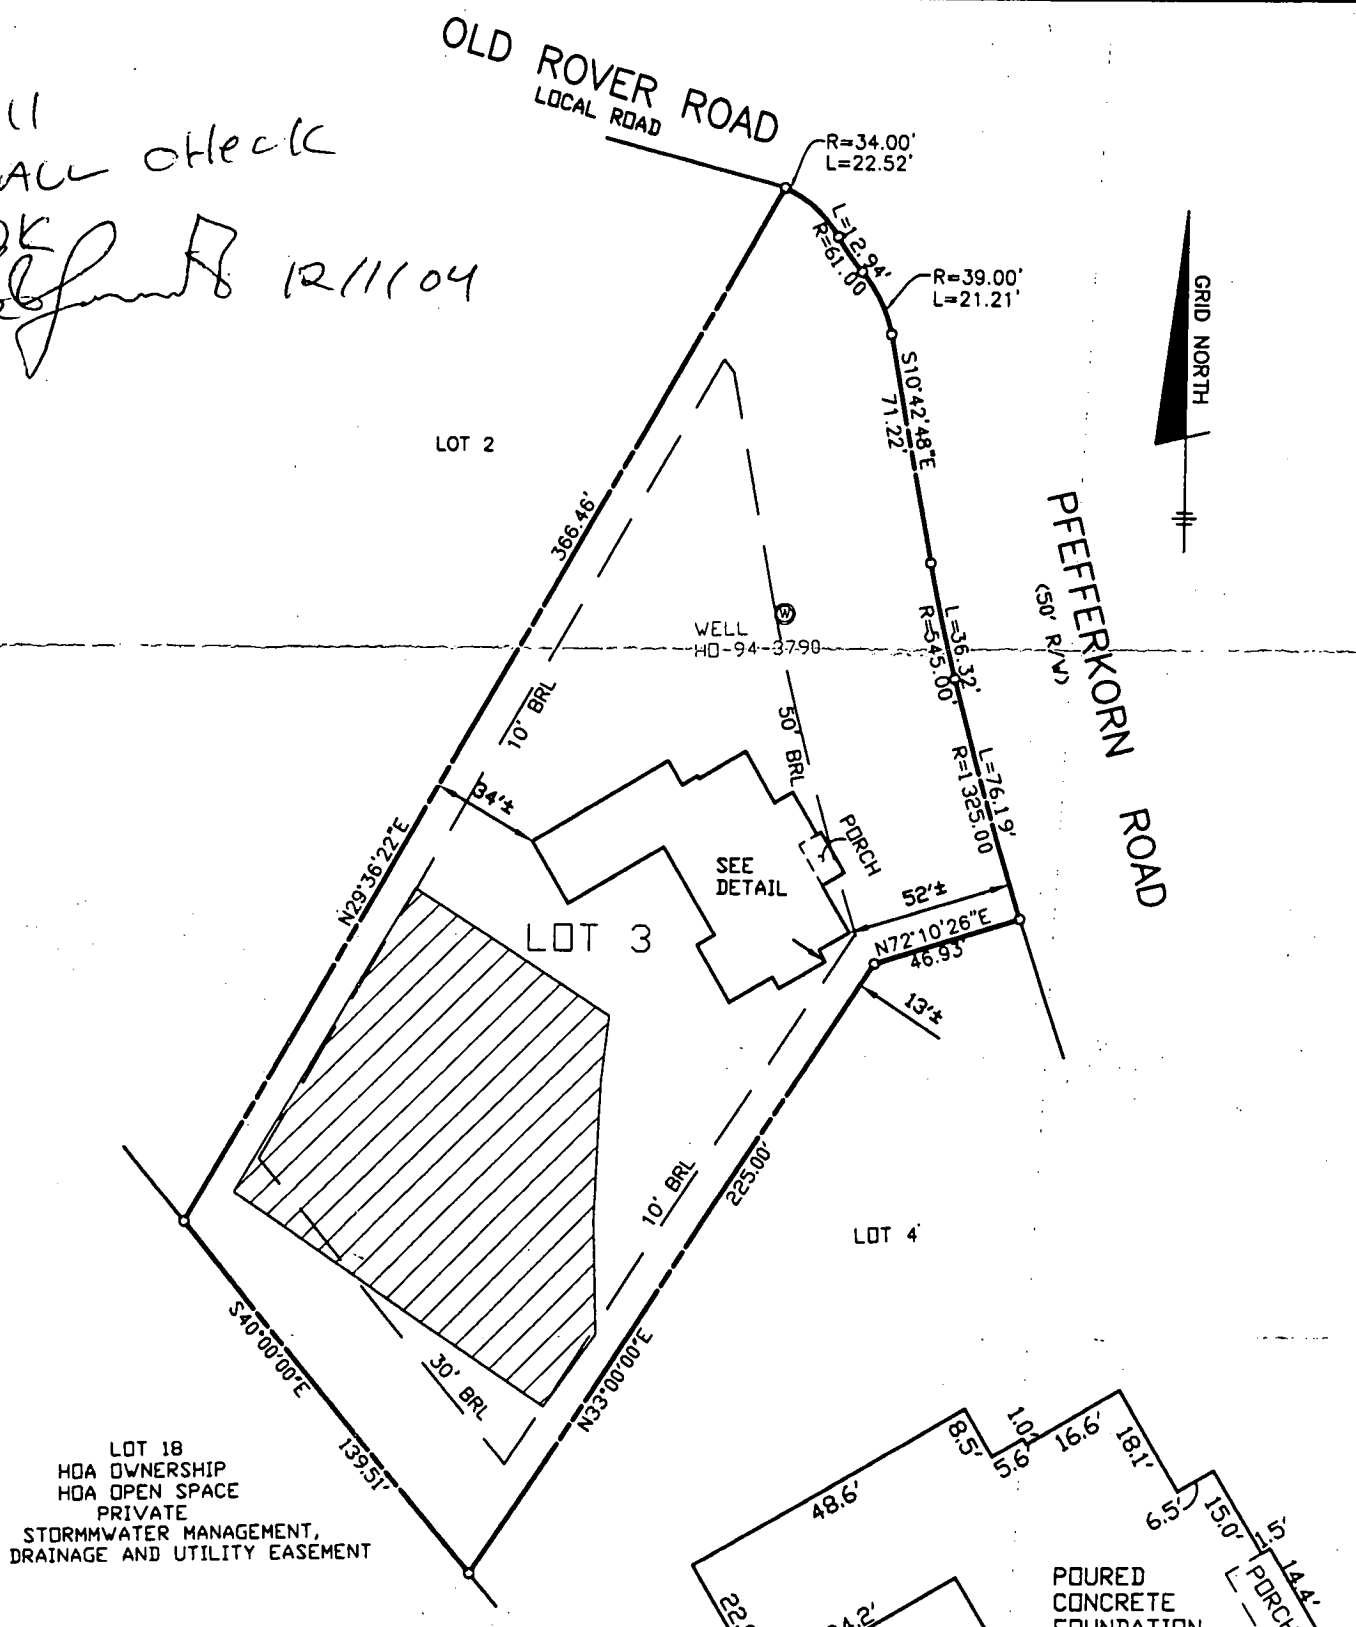 OLD ROVER ROAD
LOCAL ROAD
ALL CHECK
OK
12/1/04
R=34.00'
L=22.52'
L=12.94'
R=61.00
R=39.00'
L=21.21'
GRID NORTH
S10°42'48"E
71.22'
LOT 2
366.46'
PFEFFERKORN ROAD
(50' R/W)
WELL
HO-94-3790
W
L=36.32'
R=545.00'
10' BRL
50' BRL
L=76.19'
R=1325.00
34'±
PORCH
SEE
DETAIL
52'±
N29°36'22"E
LOT 3
N72°10'26"E
46.93'
13'±
10' BRL
225.00'
LOT 4
S40°00'00"E
139.51'
30' BRL
N33°00'00"E
LOT 18
HOA OWNERSHIP
HOA OPEN SPACE
PRIVATE
STORMMWATER MANAGEMENT,
DRAINAGE AND UTILITY EASEMENT
8.5'
1.0'
5.6'
16.6'
18.1'
48.6'
6.5'
15.0'
1.5'
14.4'
PORCH
POURED
CONCRETE
FOUNDATION